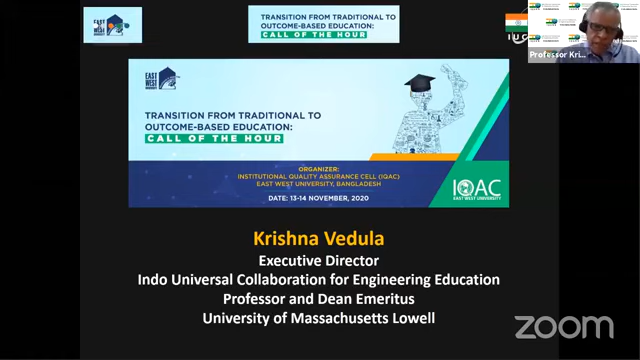 EAST WEST
UNIVERSITY
TRANSITION FROM TRADITIONAL TO
OUTCOME-BASED EDUCATION:
CALL OF THE HOUR
Professor Kri...
EAST
WEST
UNIVERSITY
TRANSITION FROM TRADITIONAL TO
OUTCOME-BASED EDUCATION:
CALL OF THE HOUR
ORGANIZER:
INSTITUTIONAL QUALITY ASSURANCE CELL (IQAC)
EAST WEST UNIVERSITY, BANGLADESH
DATE: 13-14 NOVEMBER, 2020
IQAC
EAST WEST UNIVERSITY
Krishna Vedula
Executive Director
Indo Universal Collaboration for Engineering Education
Professor and Dean Emeritus
University of Massachusetts Lowell
zoom